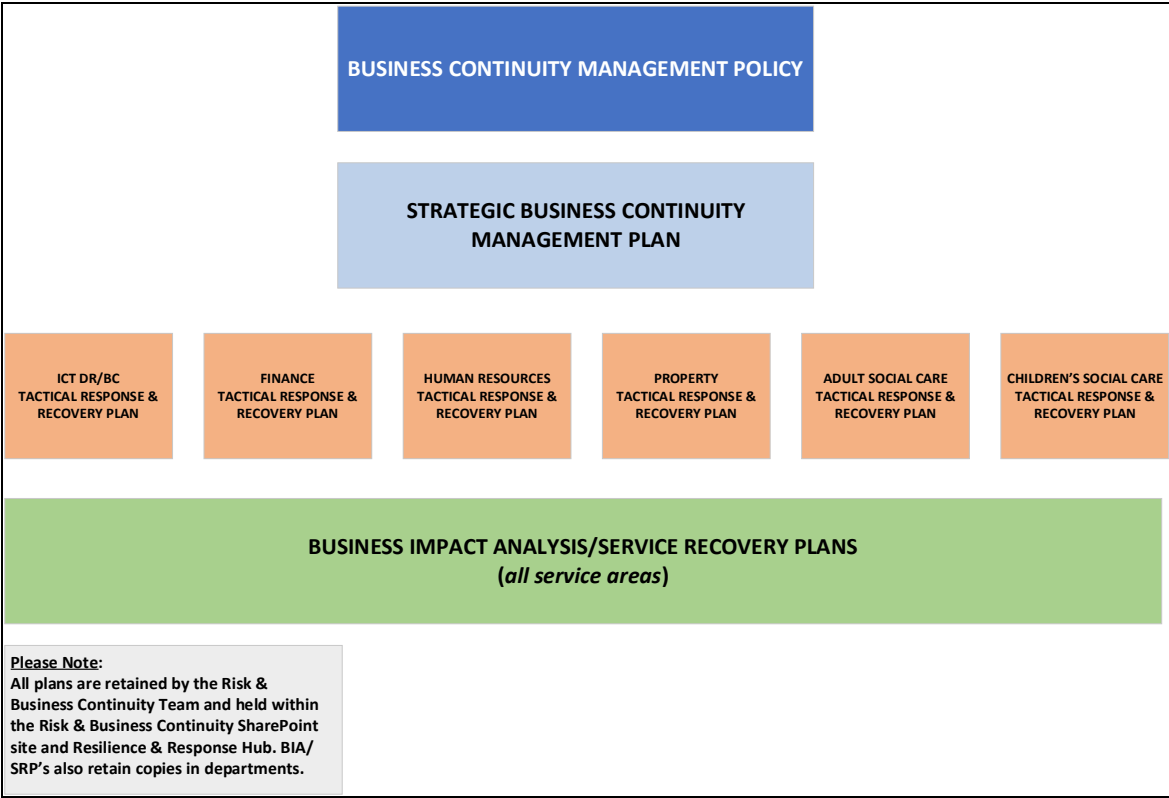 BUSINESS CONTINUITY MANAGEMENT POLICY
STRATEGIC BUSINESS CONTINUITY
MANAGEMENT PLAN
ICT DR/BC
TACTICAL RESPONSE &
RECOVERY PLAN
FINANCE
TACTICAL RESPONSE &
RECOVERY PLAN
HUMAN RESOURCES
TACTICAL RESPONSE &
RECOVERY PLAN
PROPERTY
TACTICAL RESPONSE &
RECOVERY PLAN
ADULT SOCIAL CARE
TACTICAL RESPONSE &
RECOVERY PLAN
CHILDREN’S SOCIAL CARE
TACTICAL RESPONSE &
RECOVERY PLAN
BUSINESS IMPACT ANALYSIS/SERVICE RECOVERY PLANS
(all service areas)
Please Note:
All plans are retained by the Risk &
Business Continuity Team and held within
the Risk & Business Continuity SharePoint
site and Resilience & Response Hub. BIA/
SRP’s also retain copies in departments.